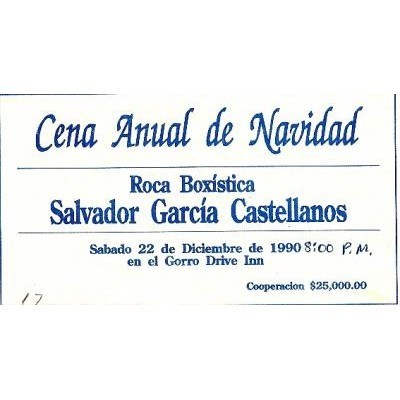 Cena Anual de Navidad
Roca Boxística
Salvador García Castellanos
Sabado 22 de Diciembre de 1990 8:00 P.M.
en el Gorro Drive Inn
Cooperacion $25,000.00
17